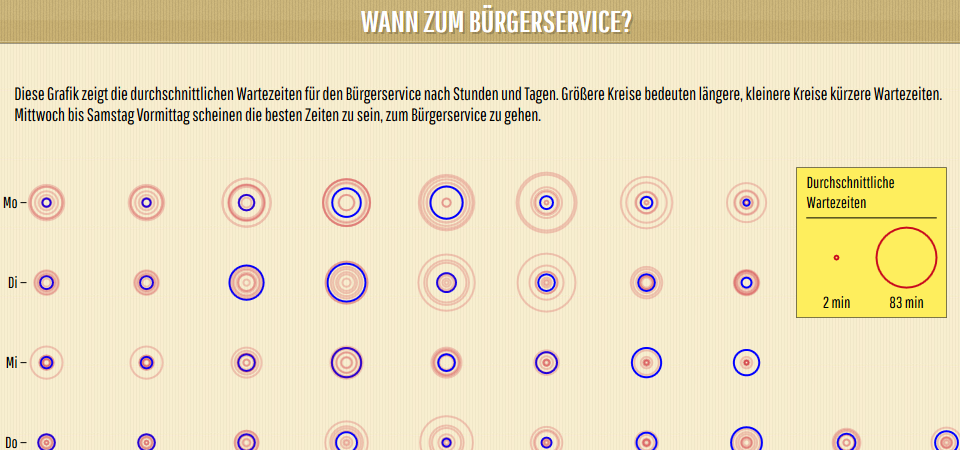 WANN ZUM BÜRGERSERVICE?
Diese Grafik zeigt die durchschnittlichen Wartezeiten für den Bürgerservice nach Stunden und Tagen. Größere Kreise bedeuten längere, kleinere Kreise kürzere Wartezeiten.
Mittwoch bis Samstag Vormittag scheinen die besten Zeiten zu sein, zum Bürgerservice zu gehen.
Durchschnittliche
Wartezeiten
2 min 83 min
Mo
Di
Mi
Do